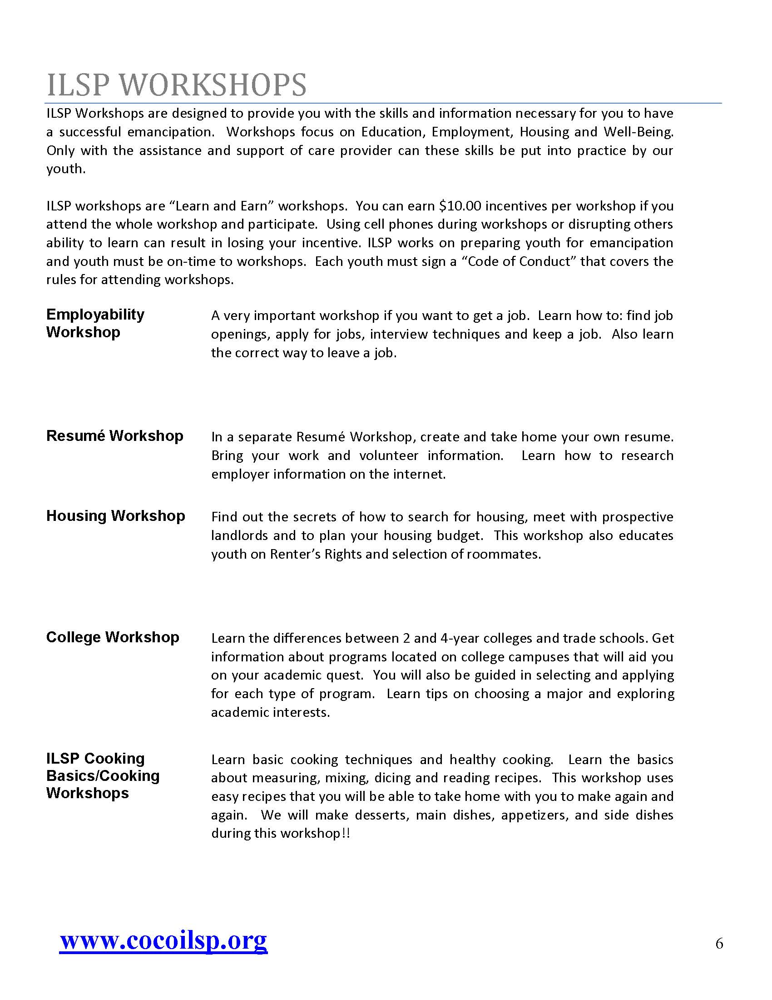 ILSP WORKSHOPS
ILSP Workshops are designed to provide you with the skills and information necessary for you to have
a successful emancipation.  Workshops focus on Education, Employment, Housing and Well-Being.
Only with the assistance and support of care provider can these skills be put into practice by our
youth.
ILSP workshops are “Learn and Earn” workshops.  You can earn $10.00 incentives per workshop if you
attend the whole workshop and participate.  Using cell phones during workshops or disrupting others
ability to learn can result in losing your incentive. ILSP works on preparing youth for emancipation
and youth must be on-time to workshops.  Each youth must sign a “Code of Conduct” that covers the
rules for attending workshops.
Employability
Workshop
A very important workshop if you want to get a job.  Learn how to: find job
openings, apply for jobs, interview techniques and keep a job.  Also learn
the correct way to leave a job.
Resumé Workshop
In a separate Resumé Workshop, create and take home your own resume.
Bring your work and volunteer information.  Learn how to research
employer information on the internet.
Housing Workshop
Find out the secrets of how to search for housing, meet with prospective
landlords and to plan your housing budget.  This workshop also educates
youth on Renter’s Rights and selection of roommates.
College Workshop
Learn the differences between 2 and 4-year colleges and trade schools. Get
information about programs located on college campuses that will aid you
on your academic quest.  You will also be guided in selecting and applying
for each type of program.  Learn tips on choosing a major and exploring
academic interests.
ILSP Cooking
Basics/Cooking
Workshops
Learn basic cooking techniques and healthy cooking.  Learn the basics
about measuring, mixing, dicing and reading recipes.  This workshop uses
easy recipes that you will be able to take home with you to make again and
again.  We will make desserts, main dishes, appetizers, and side dishes
during this workshop!!
www.cocoilsp.org
6